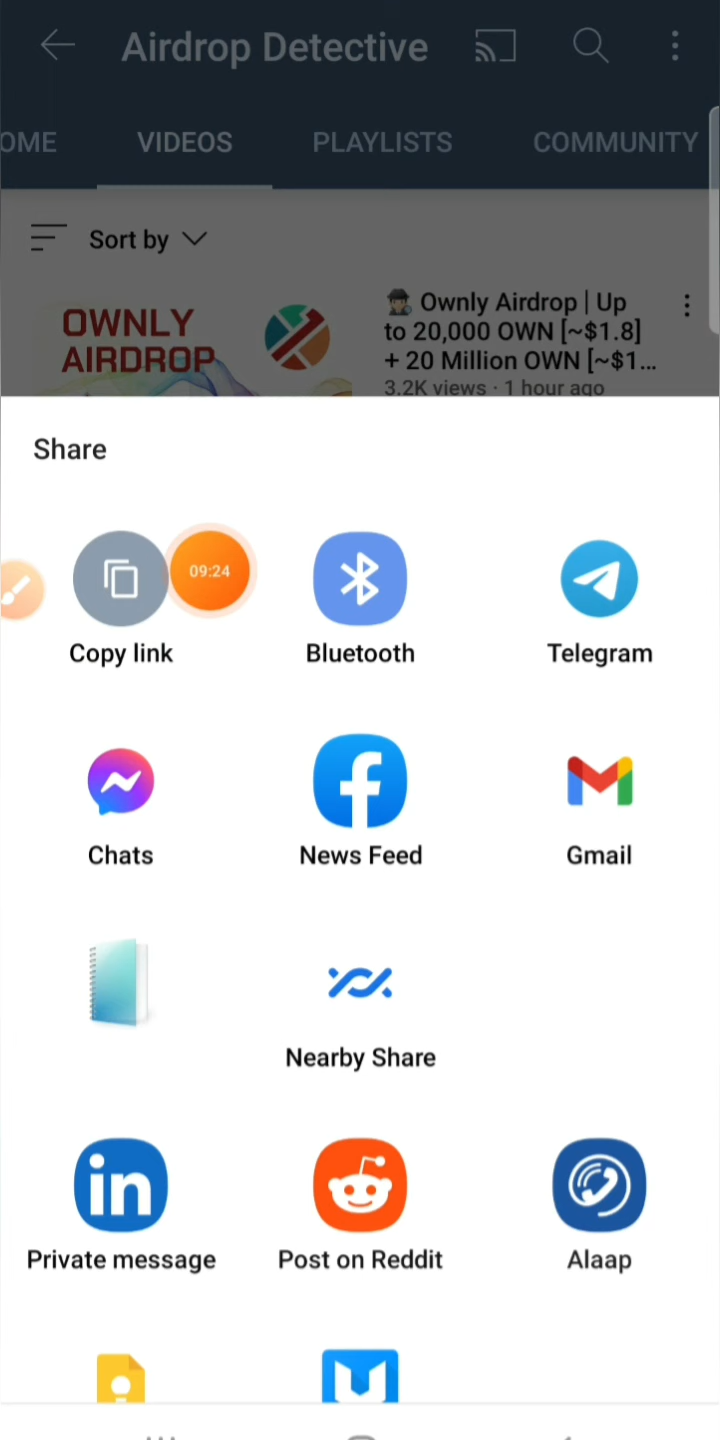 Airdrop Detective
OME VIDEOS PLAYLISTS COMMUNITY
Sort by
OWNLY
AIRDROP
Ownly Airdrop | Up
to 20,000 OWN [~$1.8]
+ 20 Million OWN [~$1...
3.2K views · 1 hour ago
Share
09:24
Copy link Bluetooth Telegram
Chats News Feed Gmail
Nearby Share
in
Private message Post on Reddit Alaap